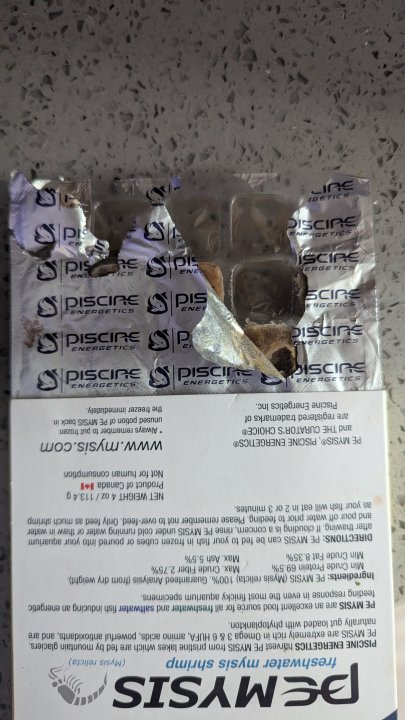 PE MYSIS
freshwater mysis shrimp (Mysis relicta)
PISCINE ENERGETICS harvest PE MYSIS from pristine lakes which are fed by mountain glaciers.
PE MYSIS are extremely rich in Omega 3 & 6 HUFA, amino acids, powerful antioxidants, and are
naturally gut loaded with phytoplankton.
PE MYSIS are an excellent food source for all freshwater and saltwater fish inducing an energetic
feeding response in even the most finicky aquarium specimens.
Ingredients: PE MYSIS (Mysis relicta) 100%. Guaranteed Analysis (from dry weight),
Min Crude Protein 69.5% Max. Crude Fiber 2.75%
Min Crude Fat 8.35% Max. Ash 5.5%
DIRECTIONS: PE MYSIS can be fed to your fish in frozen cubes or poured into your aquarium
after thawing. If clouding is a concern, rinse PE MYSIS under cold running water or thaw in water
and pour off water prior to feeding. Please remember not to over-feed. Only feed as much shrimp
as your fish will eat in 2 or 3 minutes.
NET WEIGHT 4 oz / 113.4 g
Product of Canada
Not for human consumption
www.mysis.com
PE MYSIS®, PISCINE ENERGETICS®
AND THE CURATOR'S CHOICE®
are registered trademarks of
Piscine Energetics Inc.
* Always remember to put frozen
unused portion of PE MYSIS back in
the freezer immediately.
PISCINE
ENERGETICS
PISCINE
ENERGETICS
PISCINE
ENERGETICS
PISCINE
ENERGETICS
PISCINE
ENERGETICS
PISCINE
ENERGETICS